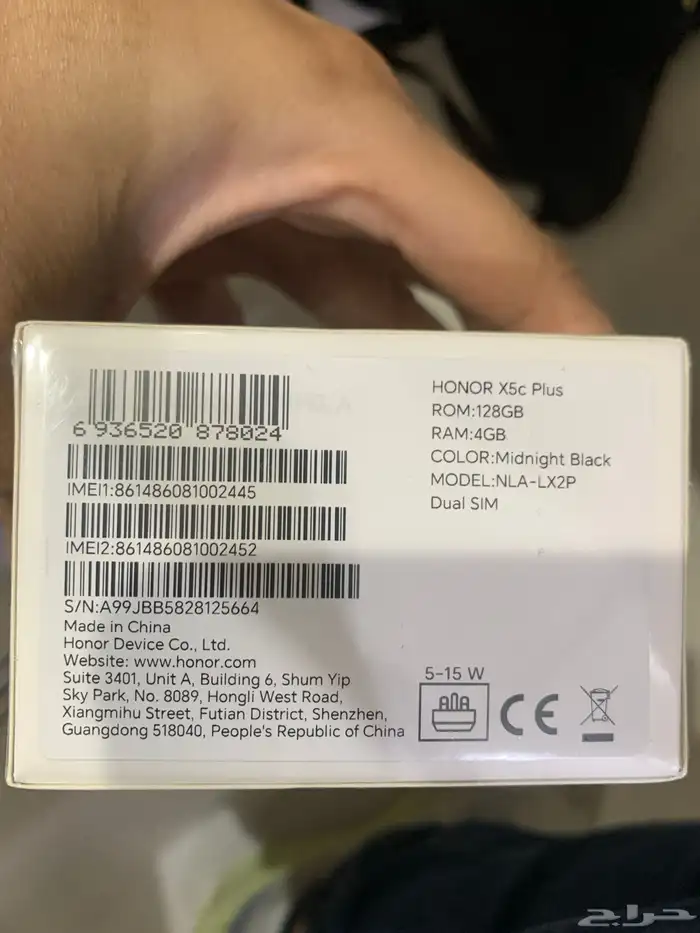 6 936520 878024
IMEI1:861486081002445
IMEI2:861486081002452
S/N:A99JBB5828125664
Made in China
Honor Device Co., Ltd.
Website: www.honor.com
Suite 3401, Unit A, Building 6, Shum Yip
Sky Park, No. 8089, Hongli West Road,
Xiangmihu Street, Futian District, Shenzhen,
Guangdong 518040, People's Republic of China
HONOR X5c Plus
ROM:128GB
RAM:4GB
COLOR:Midnight Black
MODEL:NLA-LX2P
Dual SIM
5-15 W
CE
حراج